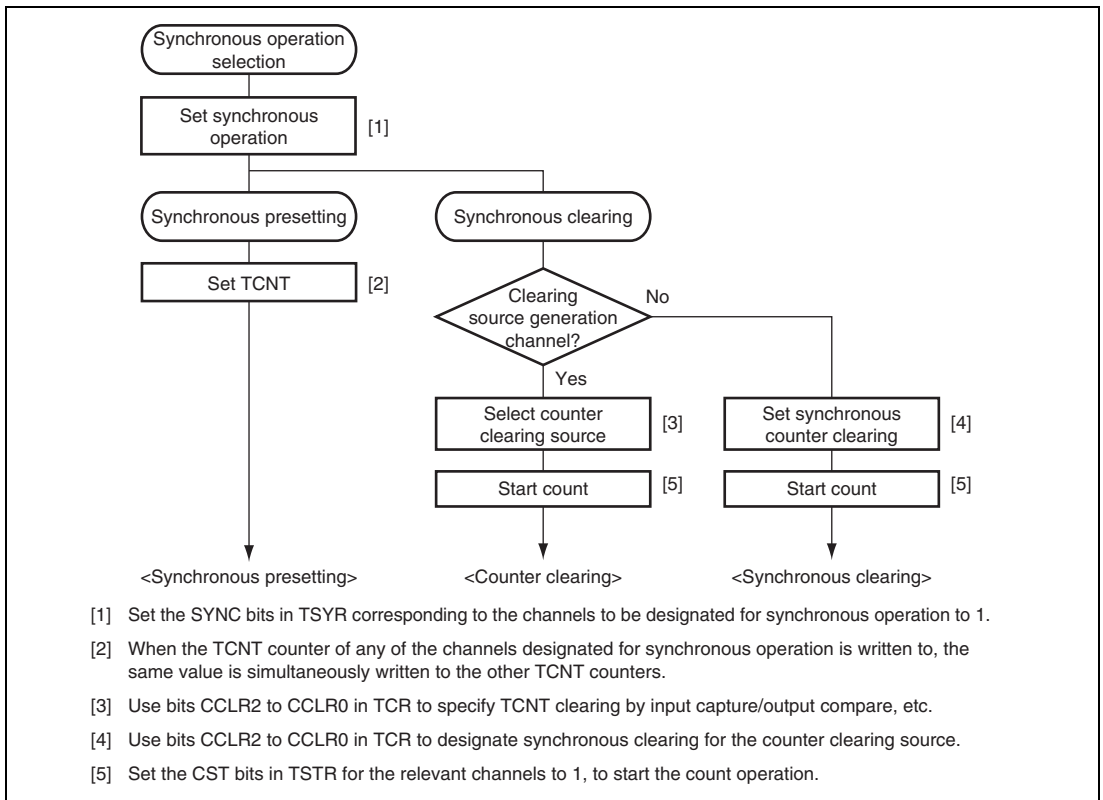 Synchronous operation
selection
Set synchronous
operation
[1]
Synchronous presetting
Synchronous clearing
Set TCNT
[2]
Clearing
source generation
channel?
No
Yes
Select counter
clearing source
[3]
Set synchronous
counter clearing
[4]
Start count
[5]
Start count
[5]
<Synchronous presetting>
<Counter clearing>
<Synchronous clearing>
[1] Set the SYNC bits in TSYR corresponding to the channels to be designated for synchronous operation to 1.
[2] When the TCNT counter of any of the channels designated for synchronous operation is written to, the
same value is simultaneously written to the other TCNT counters.
[3] Use bits CCLR2 to CCLR0 in TCR to specify TCNT clearing by input capture/output compare, etc.
[4] Use bits CCLR2 to CCLR0 in TCR to designate synchronous clearing for the counter clearing source.
[5] Set the CST bits in TSTR for the relevant channels to 1, to start the count operation.